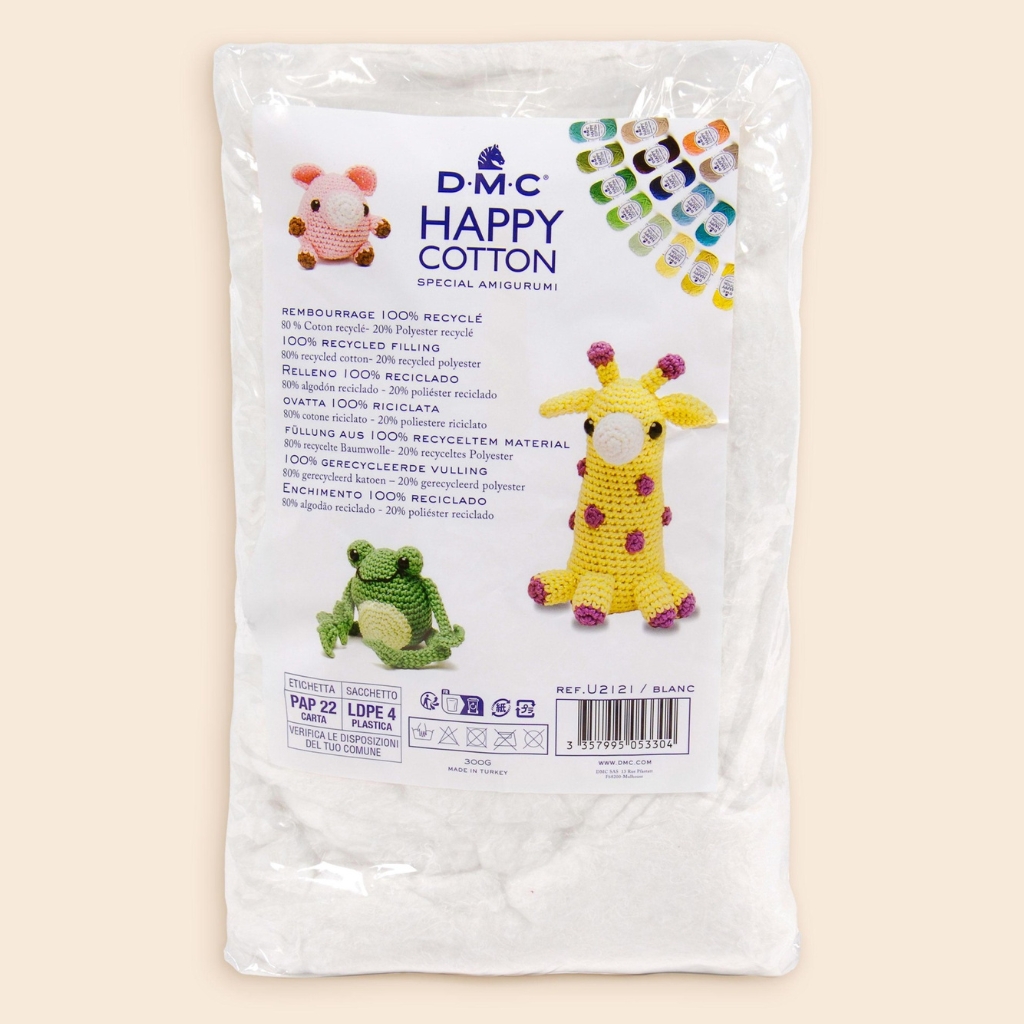 D·M·C®
HAPPY
COTTON
SPECIAL AMIGURUMI
REMBOURRAGE 100% RECYCLÉ
80 % Coton recyclé- 20% Polyester recyclé
100% RECYCLED FILLING
80% recycled cotton- 20% recycled polyester
RELLENO 100% RECICLADO
80% algodón reciclado - 20% poliéster reciclado
OVATTA 100% RICICLATA
80% cotone riciclato - 20% poliestere riciclato
FÜLLUNG AUS 100% RECYCELTEM MATERIAL
80% recycelte Baumwolle- 20% recyceltes Polyester
100% GERECYCLEERDE VULLING
80% gerecycleerd katoen – 20% gerecycleerd polyester
ENCHIMENTO 100% RECICLADO
80% algodão reciclado - 20% poliéster reciclado
ETICHETTA SACCHETTO
PAP 22 LDPE 4
CARTA PLASTICA
VERIFICA LE DISPOSIZIONI
DEL TUO COMUNE
300G
MADE IN TURKEY
REF.U2121 / BLANC
3 357995 053304
WWW.DMC.COM